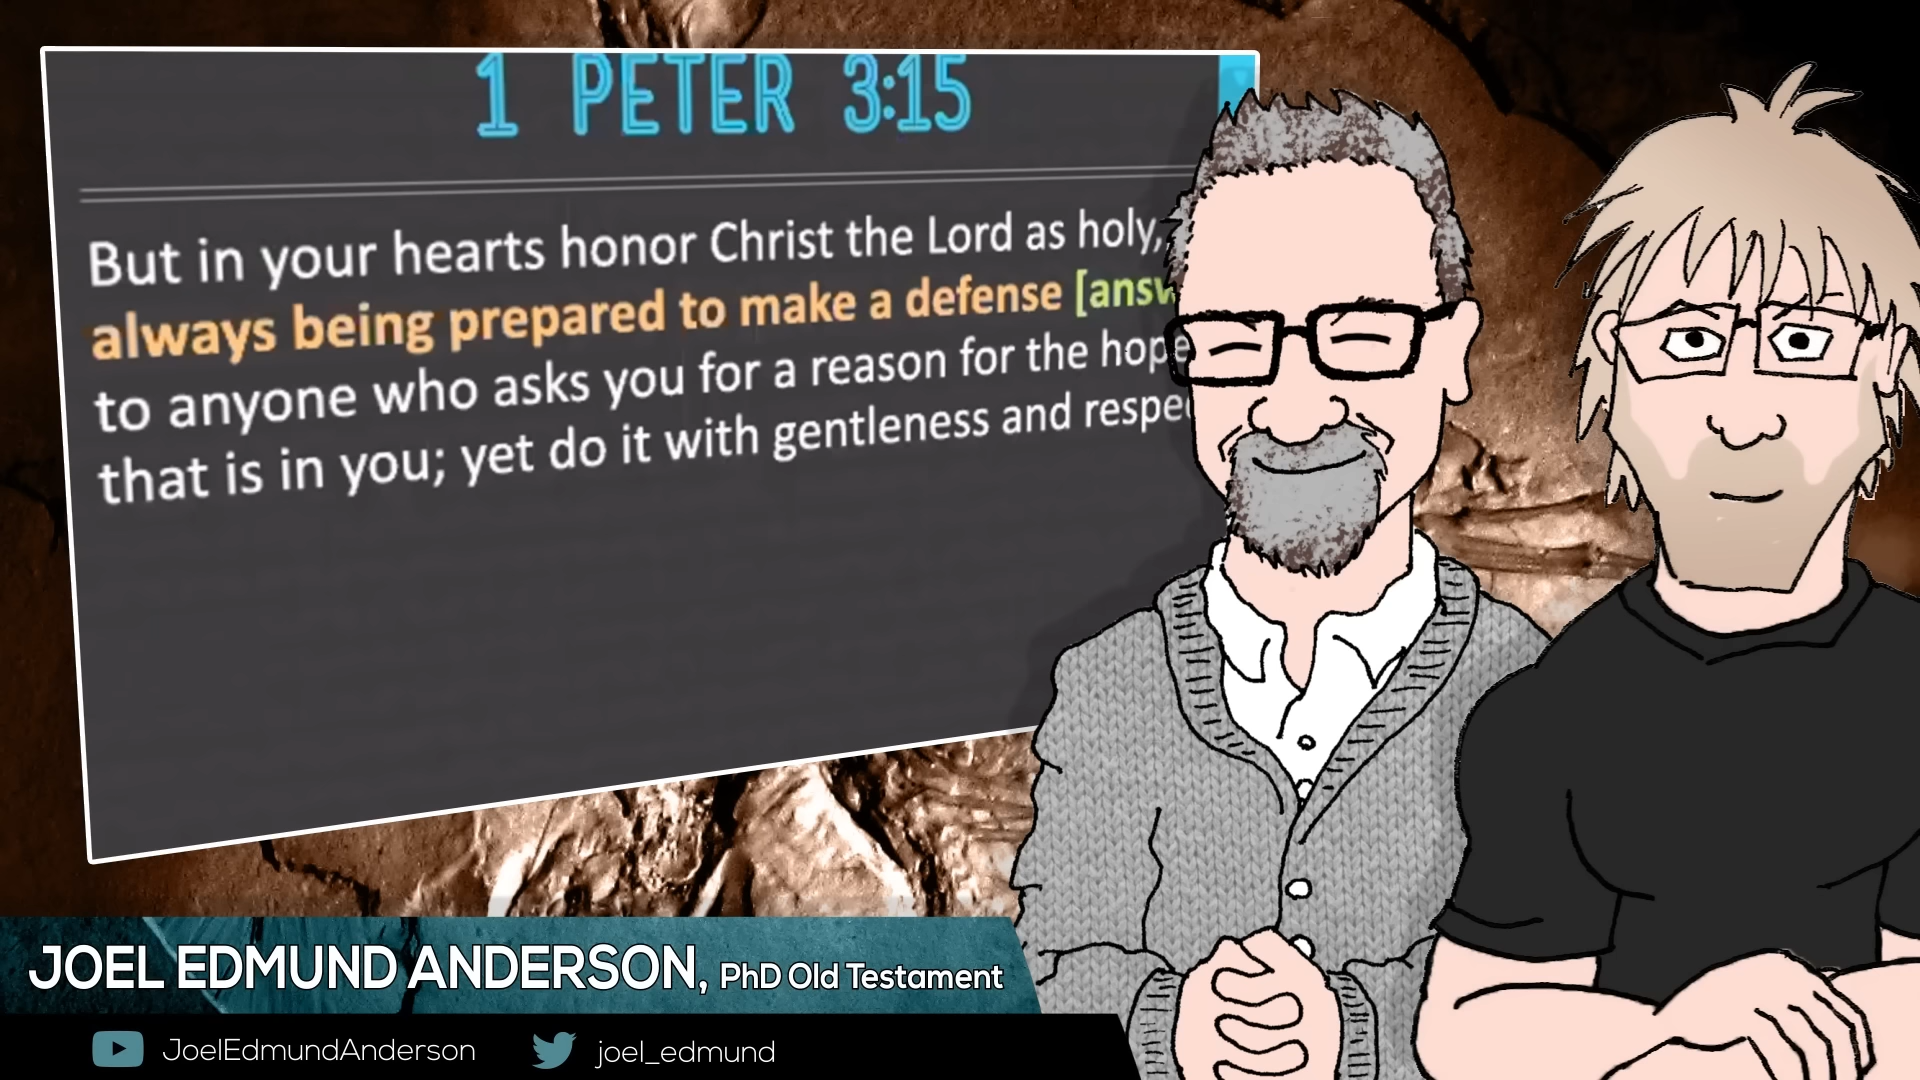 1 PETER 3:15
But in your hearts honor Christ the Lord as holy,
always being prepared to make a defense
to anyone who asks you for a reason for the hope
that is in you; yet do it with gentleness and
JOEL EDMUND ANDERSON, PhD Old Testament
JoelEdmundAnderson
joel_edmund